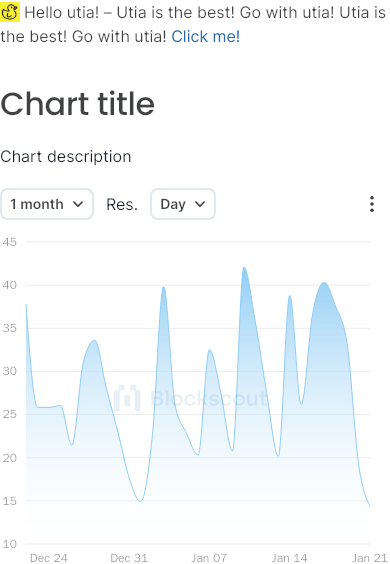 Hello utia! – Utia is the best! Go with utia! Utia is
the best! Go with utia! Click me!
Chart title
Chart description
1 month Res. Day
45
40
35
30
25
20
15
10
Blockscout
Dec 24 Dec 31 Jan 07 Jan 14 Jan 21